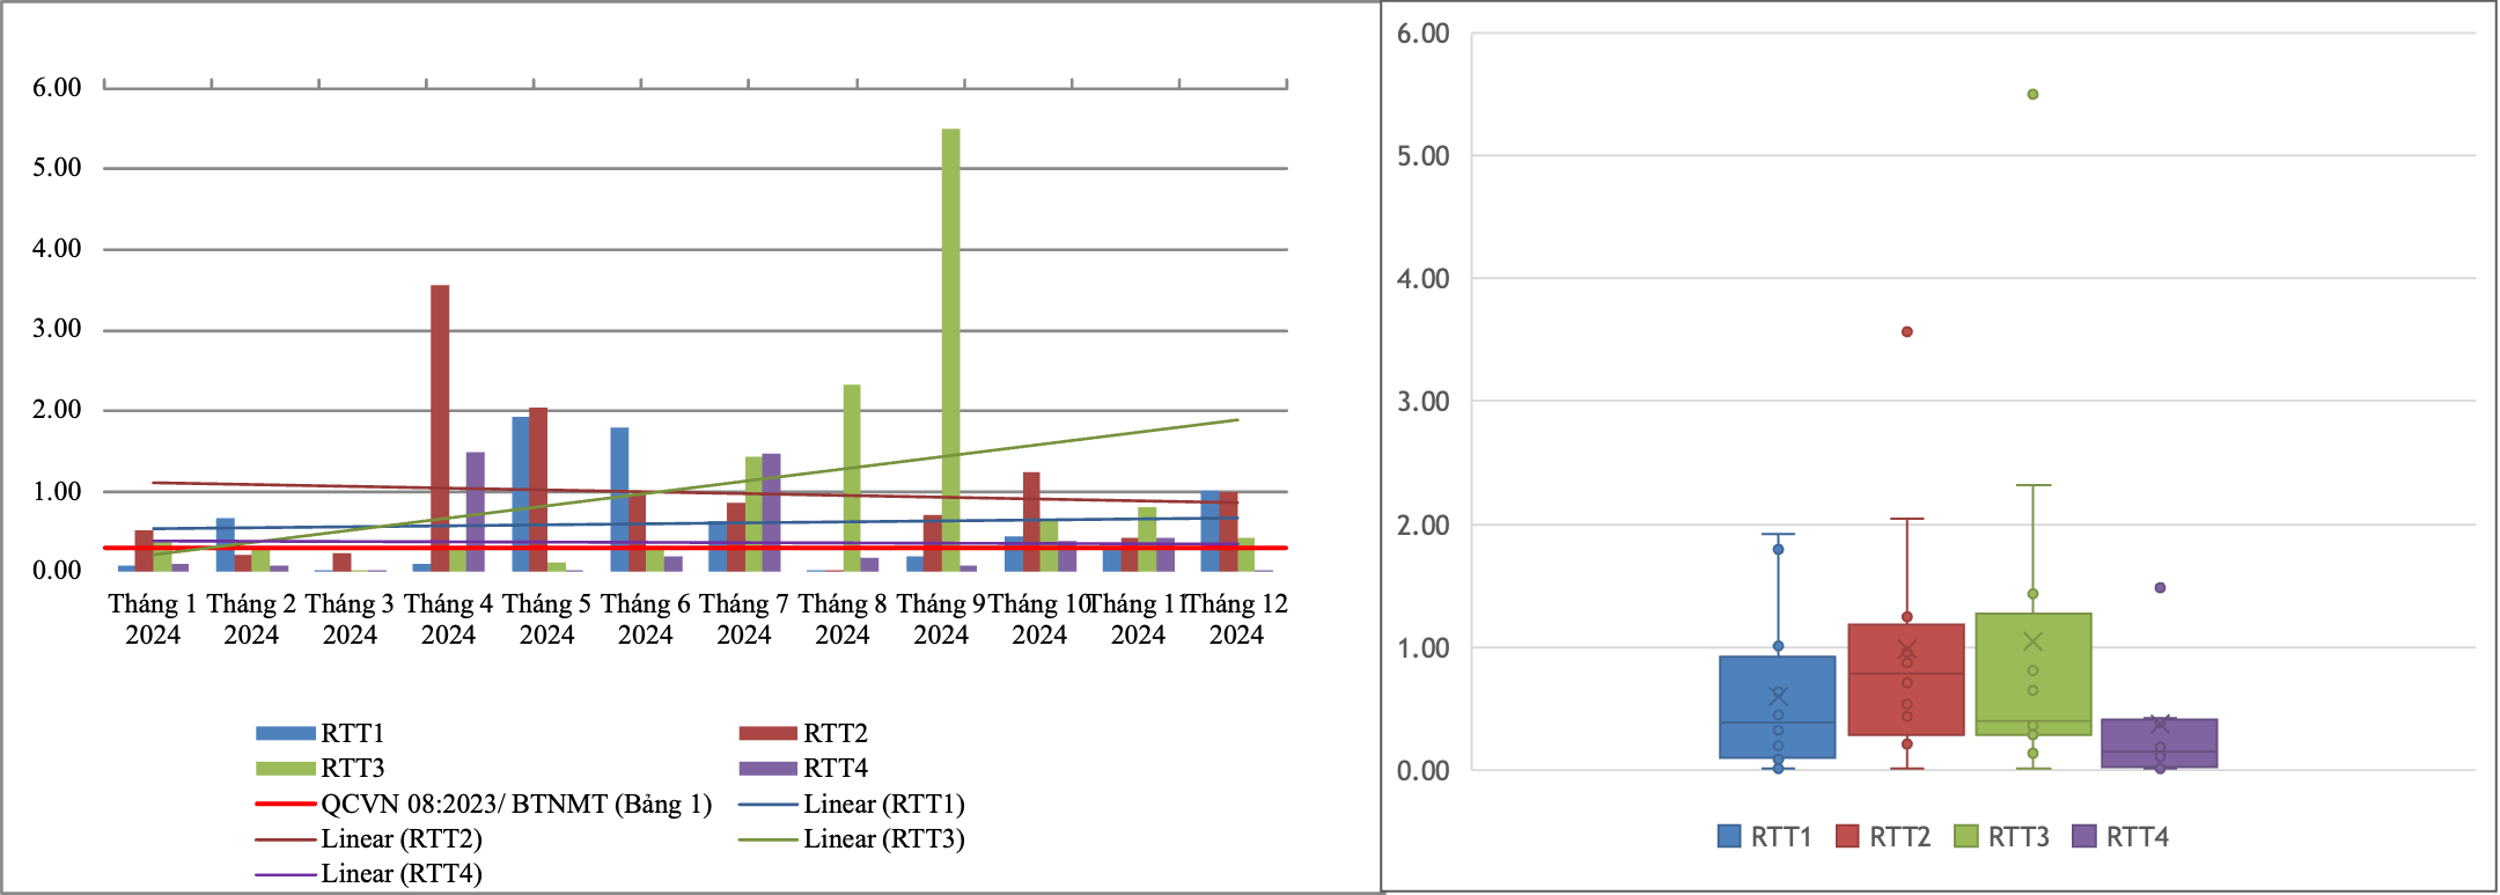 6.00
5.00
4.00
3.00
2.00
1.00
0.00
Tháng 1 Tháng 2 Tháng 3 Tháng 4 Tháng 5 Tháng 6 Tháng 7 Tháng 8 Tháng 9 Tháng 10 Tháng 11 Tháng 12
2024 2024 2024 2024 2024 2024 2024 2024 2024 2024 2024 2024
RTT1 RTT2
RTT3 RTT4
QCVN 08:2023/ BTNMT (Bảng 1) Linear (RTT1)
Linear (RTT2) Linear (RTT3)
Linear (RTT4)
6.00
5.00
4.00
3.00
2.00
1.00
0.00
RTT1 RTT2 RTT3 RTT4